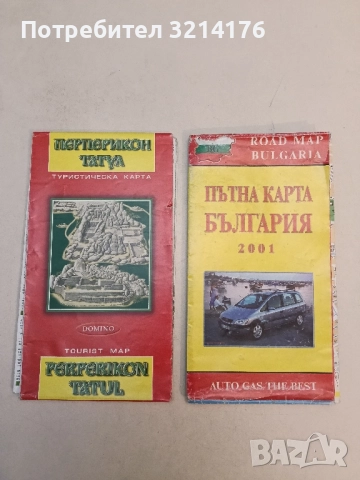 Потребител 3214176
ПЕРПЕРИКОН
ТАТУЛ
ТУРИСТИЧЕСКА КАРТА
DOMINO
TOURIST MAP
PERPERIKON
TATUL
ROAD MAP
BULGARIA
ПЪТНА КАРТА
БЪЛГАРИЯ
2001
AUTO GAS THE BEST
BAZAR